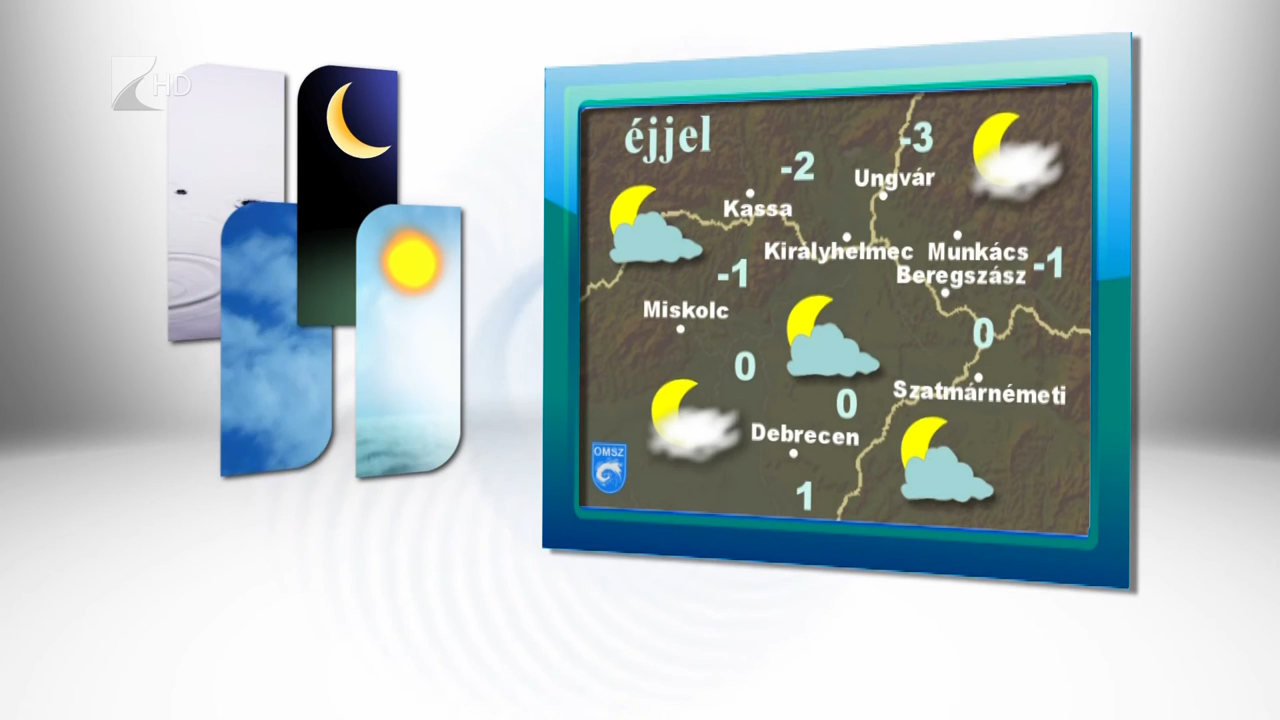 HD
éjjel
-3
-2
Ungvár
Kassa
Királyhelmec
Munkács
-1
Beregszász
-1
Miskolc
0
0
0
Szatmárnémeti
Debrecen
OMSZ
1